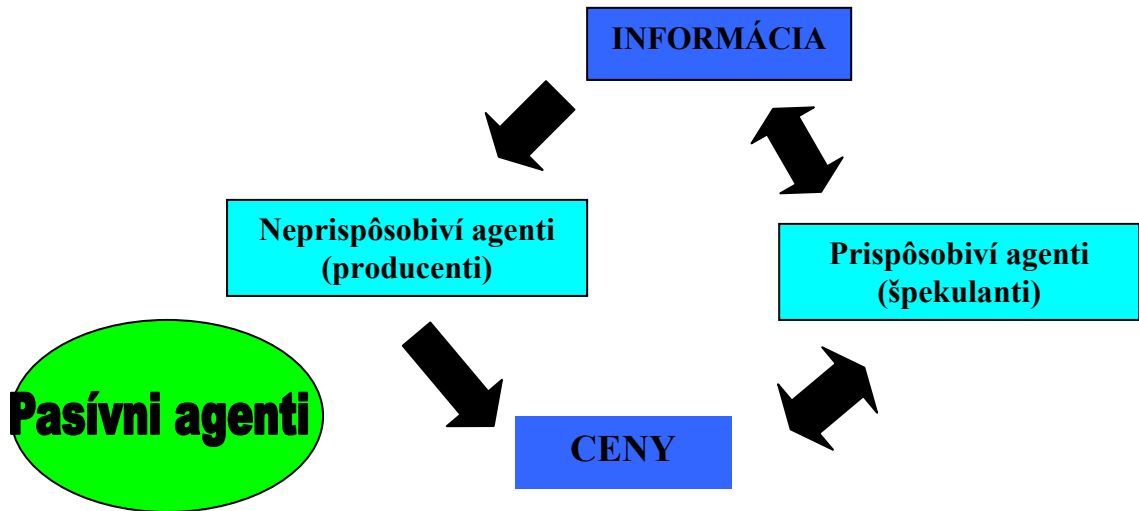 INFORMÁCIA
Neprispôsobiví agenti
(producenti)
Prispôsobiví agenti
(špekulanti)
Pasívni agenti
CENY